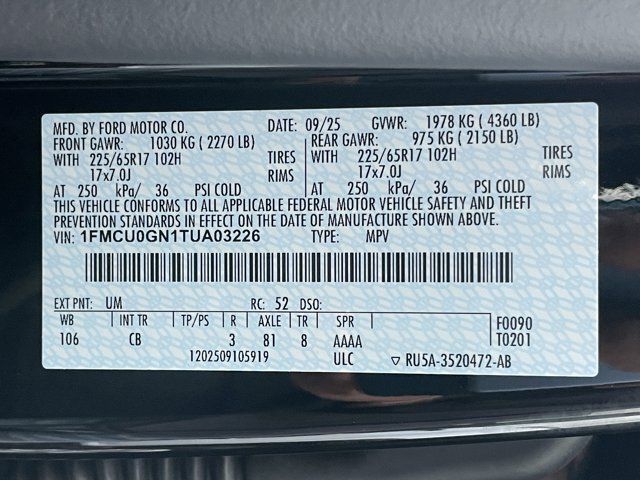 MFD. BY FORD MOTOR CO. DATE: 09/25 GVWR: 1978 KG ( 4360 LB)
FRONT GAWR: 1030 KG ( 2270 LB) REAR GAWR: 975 KG ( 2150 LB)
WITH 225/65R17 102H TIRES WITH 225/65R17 102H TIRES
17x7.0J RIMS 17x7.0J RIMS
AT 250 kPa/ 36 PSI COLD AT 250 kPa/ 36 PSI COLD
THIS VEHICLE CONFORMS TO ALL APPLICABLE FEDERAL MOTOR VEHICLE SAFETY AND THEFT
PREVENTION STANDARDS IN EFFECT ON THE DATE OF MANUFACTURE SHOWN ABOVE.
VIN: 1FMCU0GN1TUA03226 TYPE: MPV
EXT PNT: UM RC: 52 DSO:
WB INT TR TP/PS R AXLE TR SPR F0090
106 CB 3 81 8 AAAA T0201
1202509105919 ULC ▽ RU5A-3520472-AB